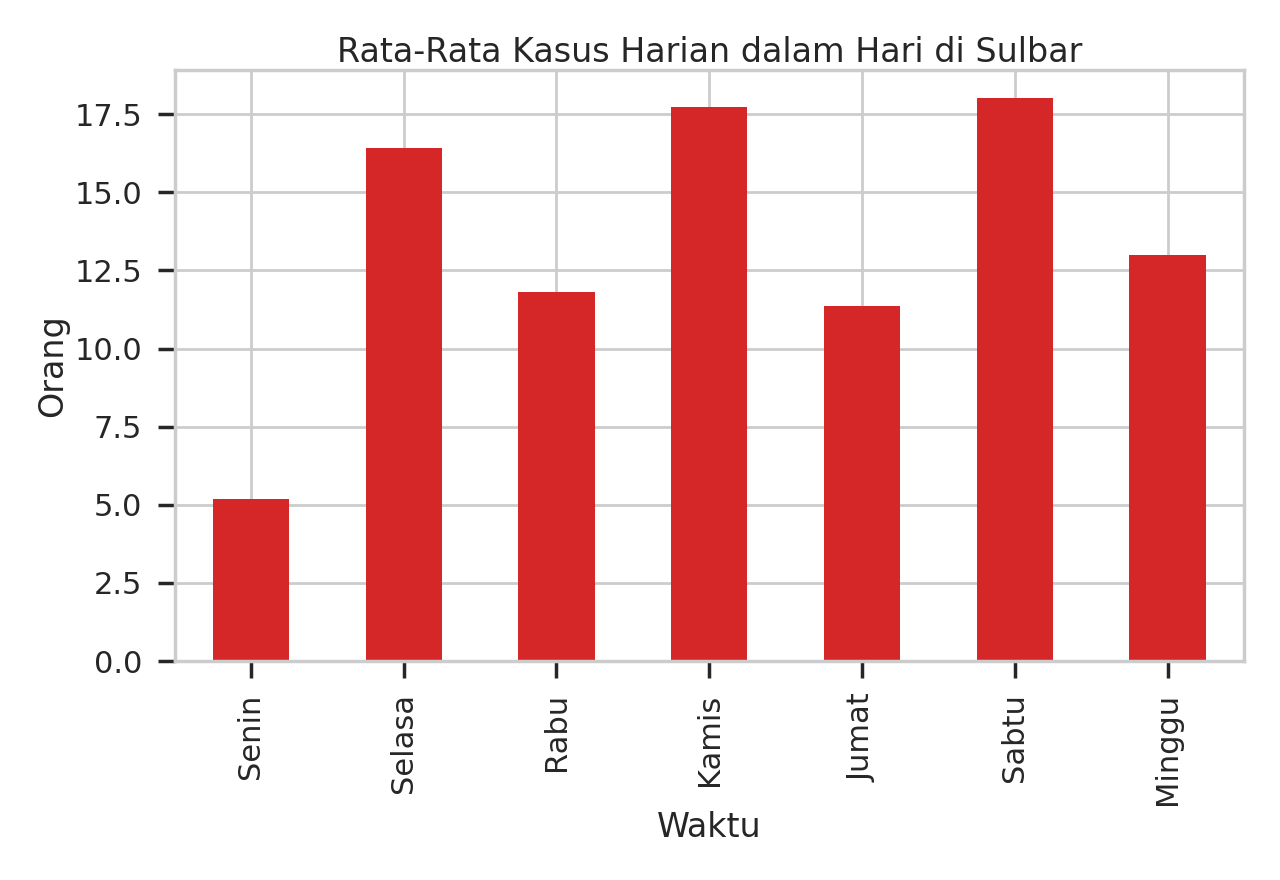 Rata-Rata Kasus Harian dalam Hari di Sulbar
17.5
15.0
12.5
10.0
7.5
5.0
2.5
0.0
Orang
Senin
Selasa
Rabu
Kamis
Jumat
Sabtu
Minggu
Waktu